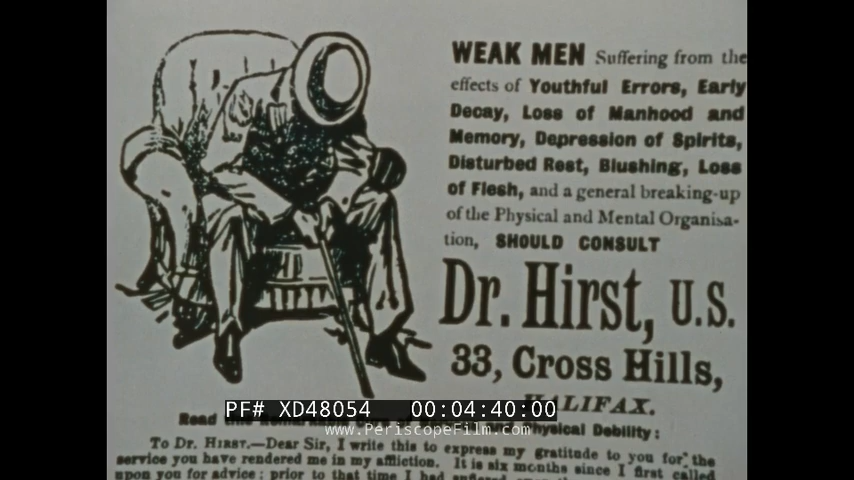 WEAK MEN Suffering from the
effects of Youthful Errors, Early
Decay, Loss of Manhood and
Memory, Depression of Spirits,
Disturbed Rest, Blushing, Loss
of Flesh, and a general breaking-up
of the Physical and Mental Organisa-
tion, SHOULD CONSULT
Dr. Hirst, U.S.
33, Cross Hills,
HALIFAX.
PF# XD48054 00:04:40:00
Read Physical Debility:
www.PeriscopeFilm.com
To Dr. HIRST.—Dear Sir, I write this to express my gratitude to you for the
service you have rendered me in my affliction. It is six months since I first called
upon you for advice; prior to that time I had suffered